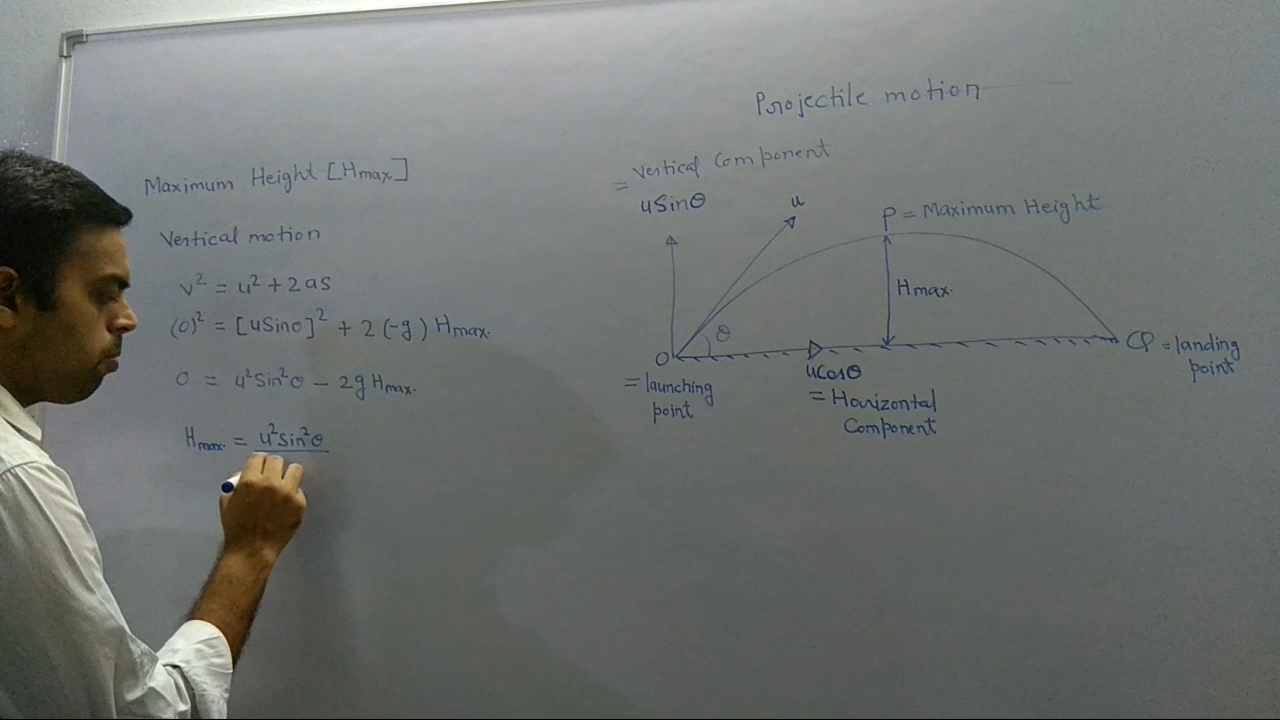 Projectile motion
Maximum Height [Hmax.]
Vertical motion
v² = u² + 2as
(0)² = [uSinθ]² + 2(-g) Hmax.
0 = u²Sin²θ - 2g Hmax.
Hmax. = u²Sin²θ
= Vertical Component
uSinθ
u
P = Maximum Height
Hmax.
θ
O
= launching
point
uCosθ
= Horizontal
Component
Q = landing
point